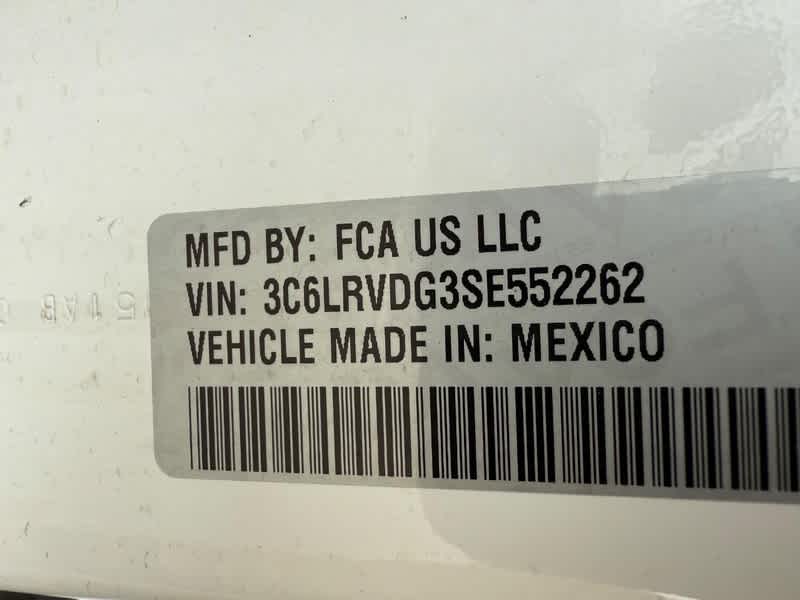 MFD BY: FCA US LLC
VIN: 3C6LRVDG3SE552262
VEHICLE MADE IN: MEXICO